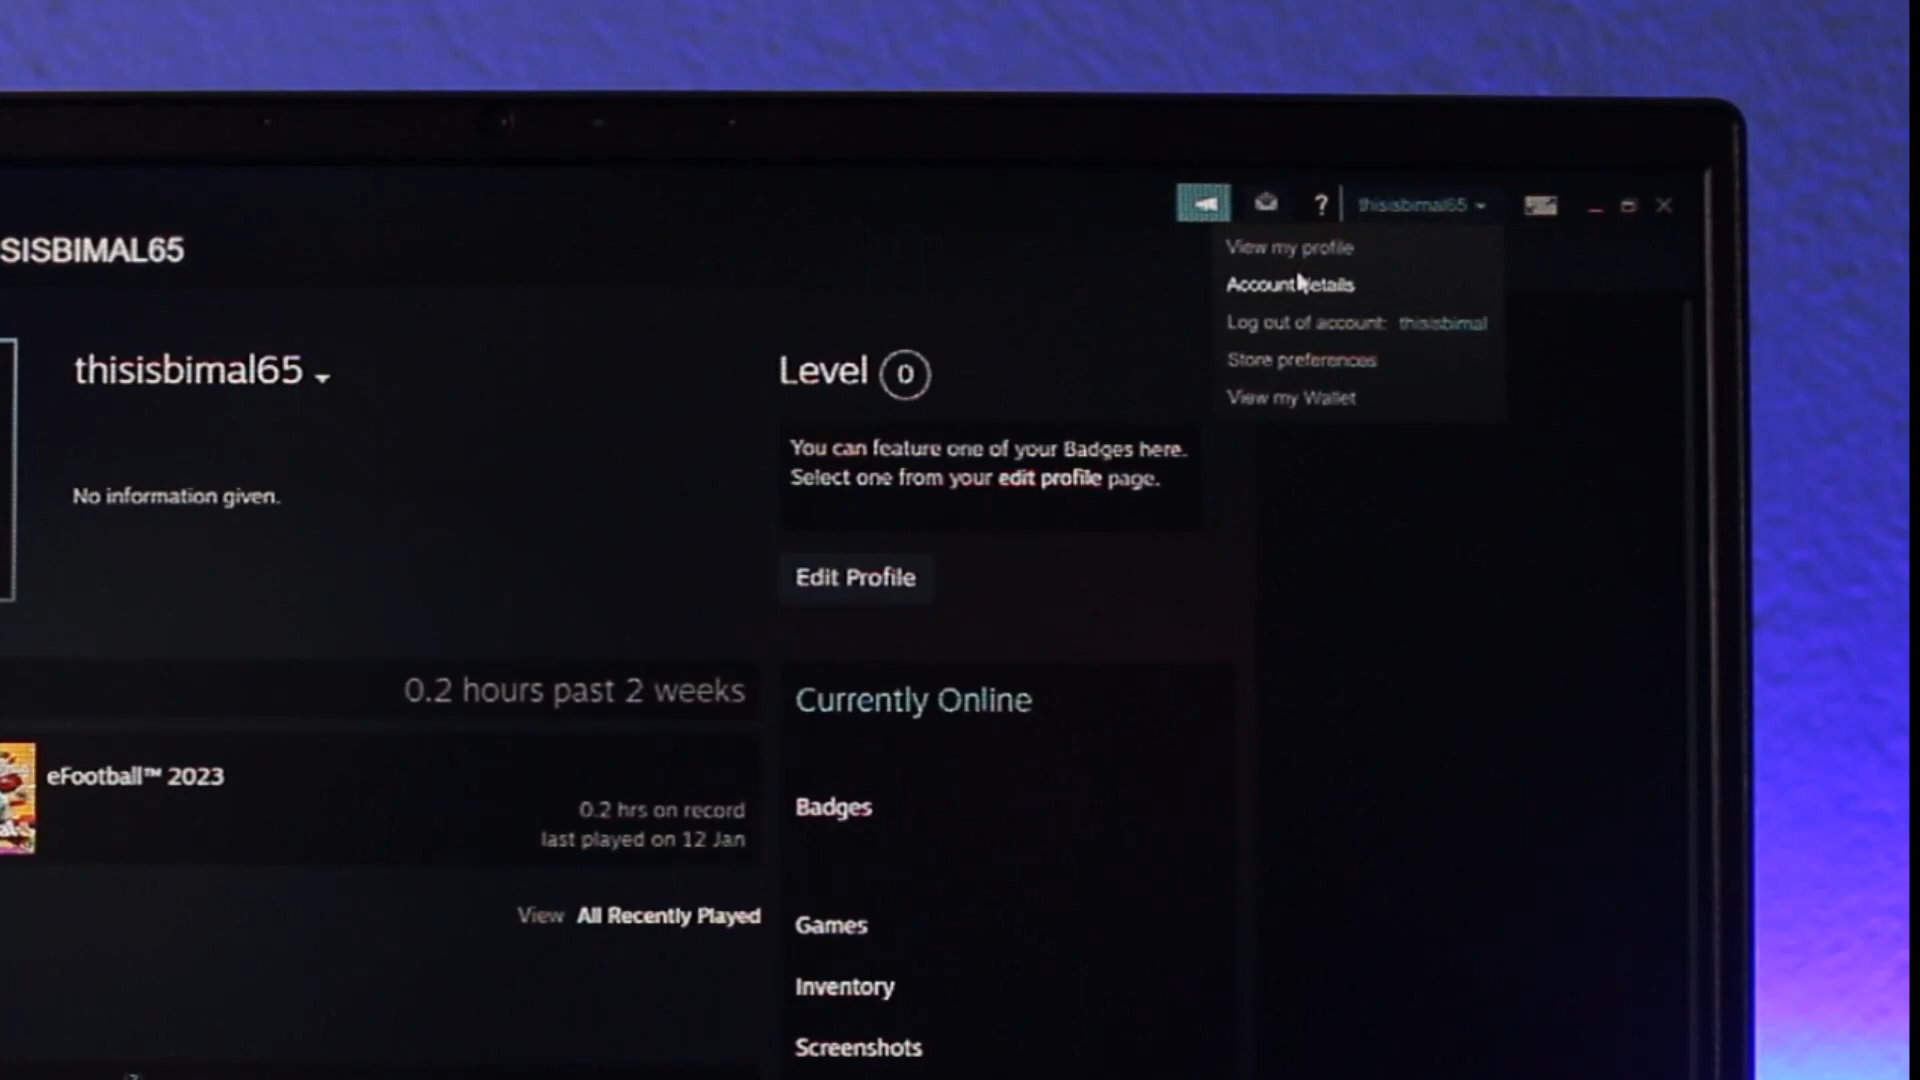 ? thisisbimal65
View my profile
SISBIMAL65
Account details
Log out of account: thisisbimal
Store preferences
View my Wallet
thisisbimal65
Level 0
You can feature one of your Badges here.
Select one from your edit profile page.
No information given.
Edit Profile
0.2 hours past 2 weeks
Currently Online
eFootball™ 2023
0.2 hrs on record
last played on 12 Jan
Badges
View All Recently Played
Games
Inventory
Screenshots